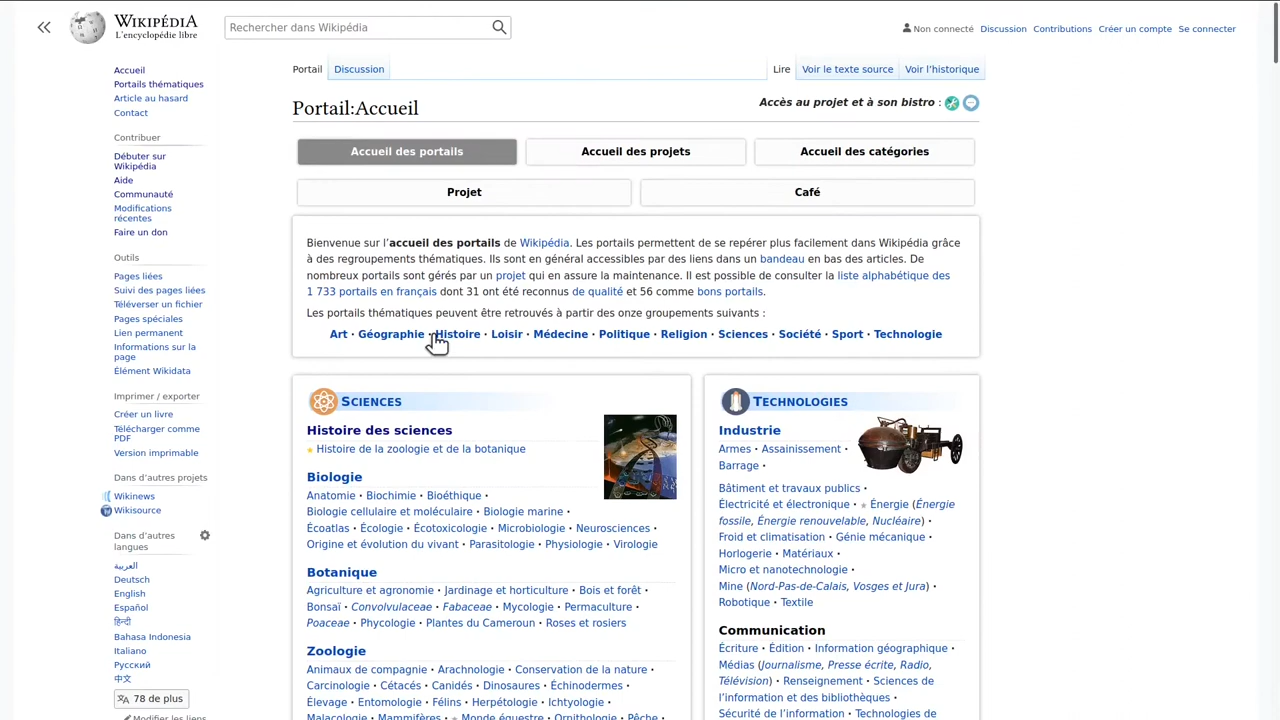 WIKIPÉDIA
L'encyclopédie libre
Rechercher dans Wikipédia
Non connecté Discussion Contributions Créer un compte Se connecter
Accueil
Portails thématiques
Article au hasard
Contact
Contribuer
Débuter sur
Wikipédia
Aide
Communauté
Modifications
récentes
Faire un don
Outils
Pages liées
Suivi des pages liées
Téléverser un fichier
Pages spéciales
Lien permanent
Informations sur la
page
Élément Wikidata
Imprimer / exporter
Créer un livre
Télécharger comme
PDF
Version imprimable
Dans d'autres projets
Wikinews
Wikisource
Dans d'autres
langues
العربية
Deutsch
English
Español
हिन्दी
Bahasa Indonesia
Italiano
Русский
中文
78 de plus
Modifier les liens
Portail Discussion Lire Voir le texte source Voir l'historique
Portail:Accueil
Accès au projet et à son bistro :
Accueil des portails
Accueil des projets
Accueil des catégories
Projet
Café
Bienvenue sur l'accueil des portails de Wikipédia. Les portails permettent de se repérer plus facilement dans Wikipédia grâce
à des regroupements thématiques. Ils sont en général accessibles par des liens dans un bandeau en bas des articles. De
nombreux portails sont gérés par un projet qui en assure la maintenance. Il est possible de consulter la liste alphabétique des
1 733 portails en français dont 31 ont été reconnus de qualité et 56 comme bons portails.
Les portails thématiques peuvent être retrouvés à partir des onze groupements suivants :
Art · Géographie · Histoire · Loisir · Médecine · Politique · Religion · Sciences · Société · Sport · Technologie
SCIENCES
Histoire des sciences
Histoire de la zoologie et de la botanique
Biologie
Anatomie · Biochimie · Bioéthique ·
Biologie cellulaire et moléculaire · Biologie marine ·
Écoatlas · Écologie · Écotoxicologie · Microbiologie · Neurosciences ·
Origine et évolution du vivant · Parasitologie · Physiologie · Virologie
Botanique
Agriculture et agronomie · Jardinage et horticulture · Bois et forêt ·
Bonsaï · Convolvulaceae · Fabaceae · Mycologie · Permaculture ·
Poaceae · Phycologie · Plantes du Cameroun · Roses et rosiers
Zoologie
Animaux de compagnie · Arachnologie · Conservation de la nature ·
Carcinologie · Cétacés · Canidés · Dinosaures · Échinodermes ·
Élevage · Entomologie · Félins · Herpétologie · Ichtyologie ·
Malacologie · Mammifères · Monde équestre · Ornithologie · Pêche ·
TECHNOLOGIES
Industrie
Armes · Assainissement ·
Barrage ·
Bâtiment et travaux publics ·
Électricité et électronique · Énergie (Énergie
fossile, Énergie renouvelable, Nucléaire) ·
Froid et climatisation · Génie mécanique ·
Horlogerie · Matériaux ·
Micro et nanotechnologie ·
Mine (Nord-Pas-de-Calais, Vosges et Jura) ·
Robotique · Textile
Communication
Écriture · Édition · Information géographique ·
Médias (Journalisme, Presse écrite, Radio,
Télévision) · Renseignement · Sciences de
l'information et des bibliothèques ·
Sécurité de l'information · Technologies de